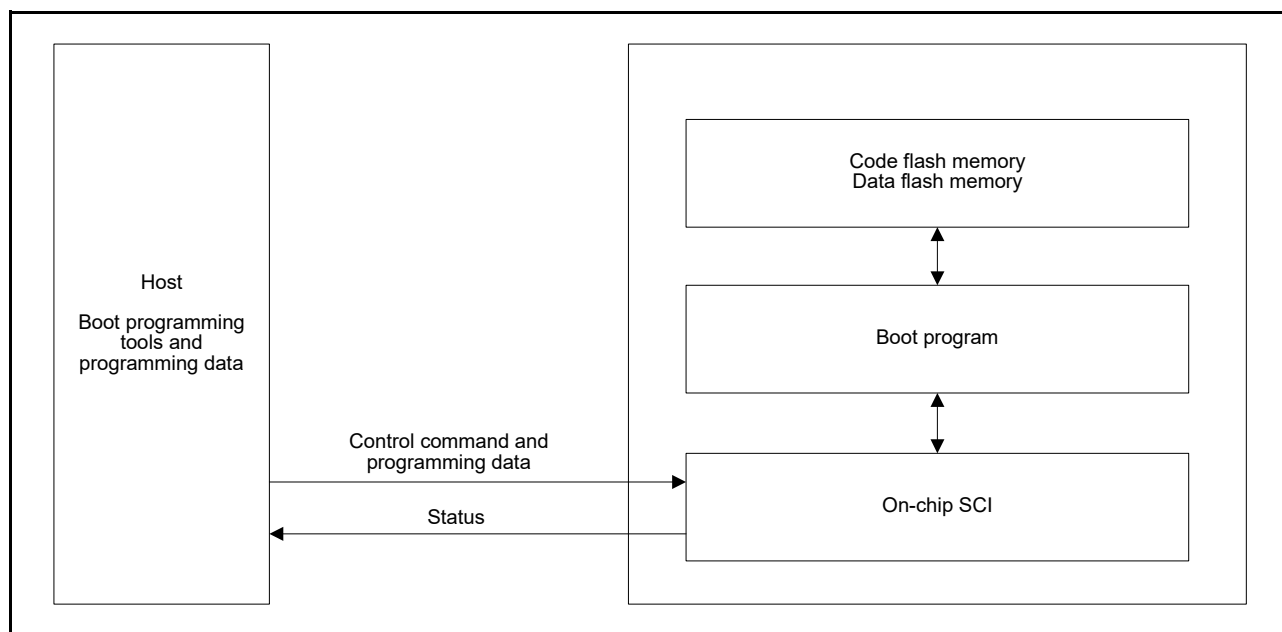 Host
Boot programming
tools and
programming data
Control command and
programming data
Status
Code flash memory
Data flash memory
Boot program
On-chip SCI